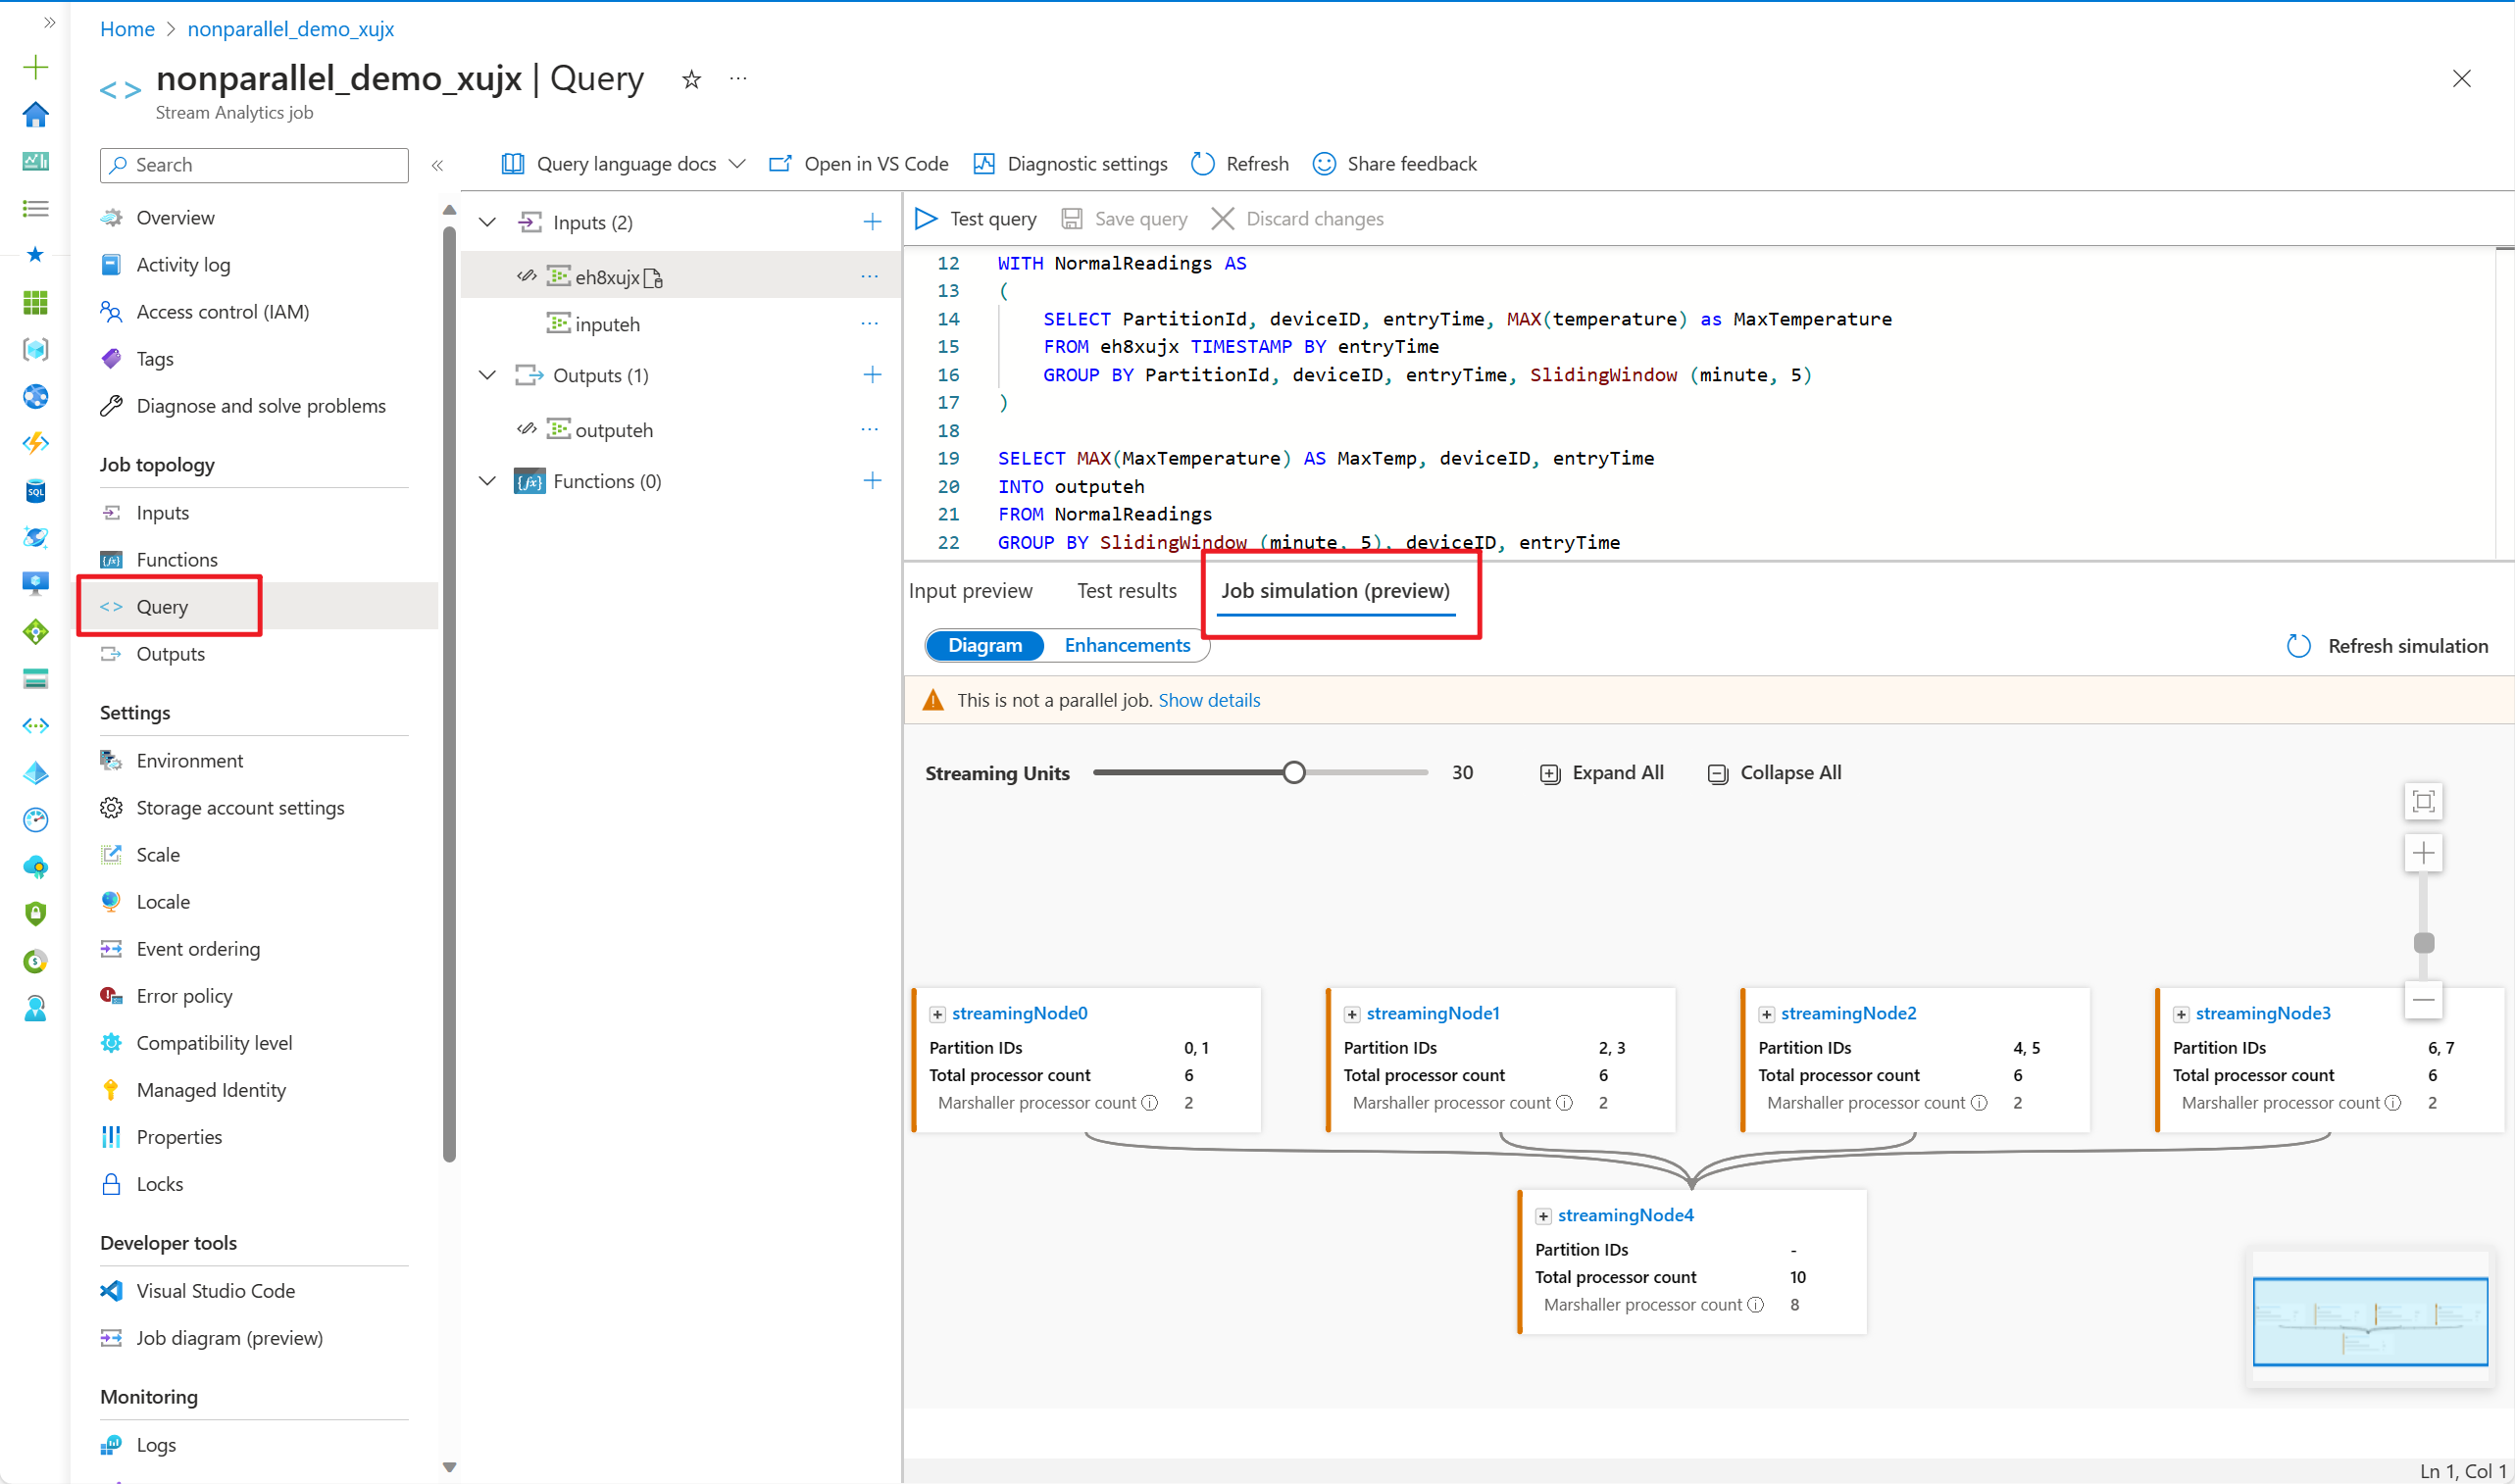 Home > nonparallel_demo_xujx
nonparallel_demo_xujx | Query
Stream Analytics job
Search
Overview
Activity log
Access control (IAM)
Tags
Diagnose and solve problems
Job topology
Inputs
Functions
Query
Outputs
Settings
Environment
Storage account settings
Scale
Locale
Event ordering
Error policy
Compatibility level
Managed Identity
Properties
Locks
Developer tools
Visual Studio Code
Job diagram (preview)
Monitoring
Logs
Query language docs
Open in VS Code
Diagnostic settings
Refresh
Share feedback
Inputs (2)
eh8xujx
inputeh
Outputs (1)
outputeh
Functions (0)
Test query
Save query
Discard changes
12 WITH NormalReadings AS
13 (
14 SELECT PartitionId, deviceID, entryTime, MAX(temperature) as MaxTemperature
15 FROM eh8xujx TIMESTAMP BY entryTime
16 GROUP BY PartitionId, deviceID, entryTime, SlidingWindow (minute, 5)
17 )
18
19 SELECT MAX(MaxTemperature) AS MaxTemp, deviceID, entryTime
20 INTO outputeh
21 FROM NormalReadings
22 GROUP BY SlidingWindow (minute, 5), deviceID, entryTime
Input preview
Test results
Job simulation (preview)
Diagram
Enhancements
Refresh simulation
This is not a parallel job. Show details
Streaming Units
30
Expand All
Collapse All
streamingNode0
Partition IDs 0, 1
Total processor count 6
Marshaller processor count 2
streamingNode1
Partition IDs 2, 3
Total processor count 6
Marshaller processor count 2
streamingNode2
Partition IDs 4, 5
Total processor count 6
Marshaller processor count 2
streamingNode3
Partition IDs 6, 7
Total processor count 6
Marshaller processor count 2
streamingNode4
Partition IDs -
Total processor count 10
Marshaller processor count 8
Ln 1, Col 1